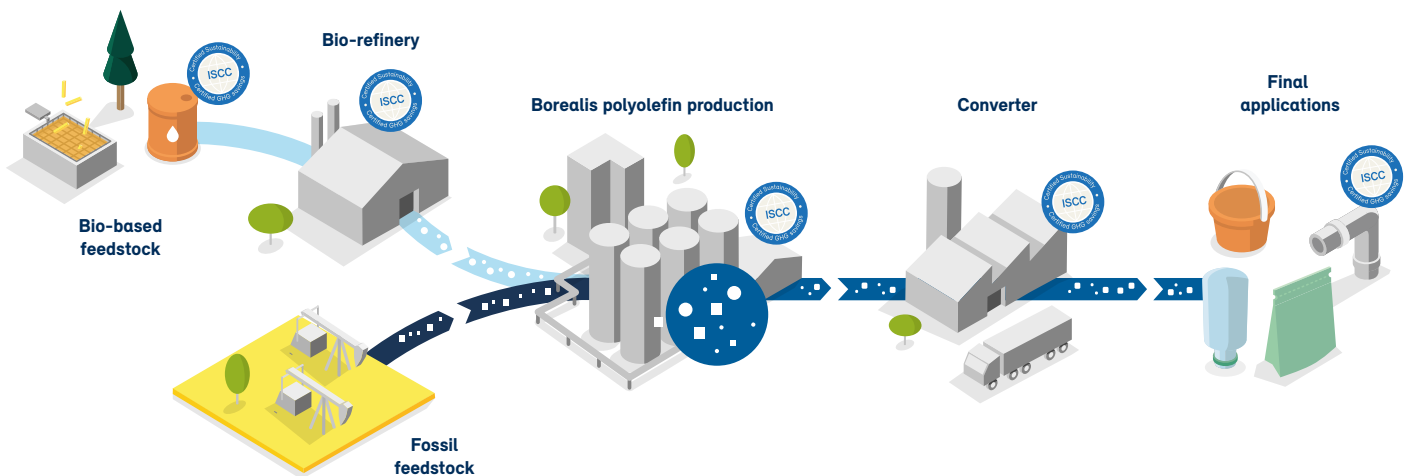 Bio-refinery
Certified Sustainability
ISCC
Certified GHG savings
Certified Sustainability
ISCC
Certified GHG savings
Bio-based
feedstock
Borealis polyolefin production
Certified Sustainability
ISCC
Certified GHG savings
Converter
Certified Sustainability
ISCC
Certified GHG savings
Final
applications
Certified Sustainability
ISCC
Certified GHG savings
Fossil
feedstock